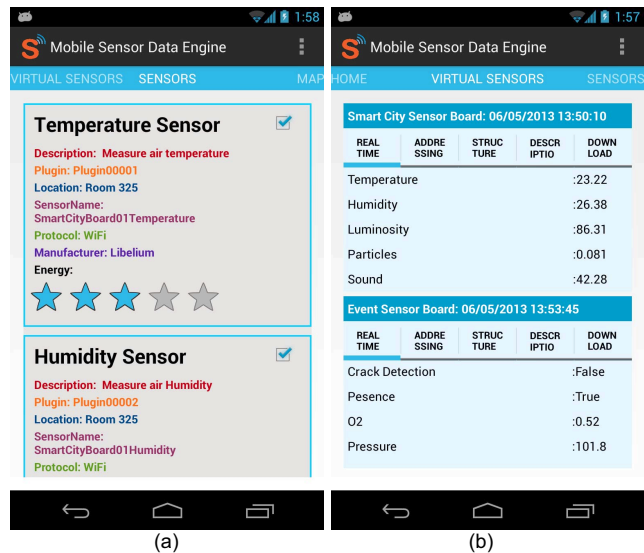 1:58
Mobile Sensor Data Engine
VIRTUAL SENSORS SENSORS MAP
Temperature Sensor
Description: Measure air temperature
Plugin: Plugin00001
Location: Room 325
SensorName:
SmartCityBoard01Temperature
Protocol: WiFi
Manufacturer: Libelium
Energy:
Humidity Sensor
Description: Measure air Humidity
Plugin: Plugin00002
Location: Room 325
SensorName:
SmartCityBoard01Humidity
Protocol: WiFi
(a)
1:57
Mobile Sensor Data Engine
HOME VIRTUAL SENSORS SENSORS
Smart City Sensor Board: 06/05/2013 13:50:10
REAL TIME ADDRE SSING STRUC TURE DESCR IPTIO DOWN LOAD
Temperature :23.22
Humidity :26.38
Luminosity :86.31
Particles :0.081
Sound :42.28
Event Sensor Board: 06/05/2013 13:53:45
REAL TIME ADDRE SSING STRUC TURE DESCR IPTIO DOWN LOAD
Crack Detection :False
Pesence :True
O2 :0.52
Pressure :101.8
(b)